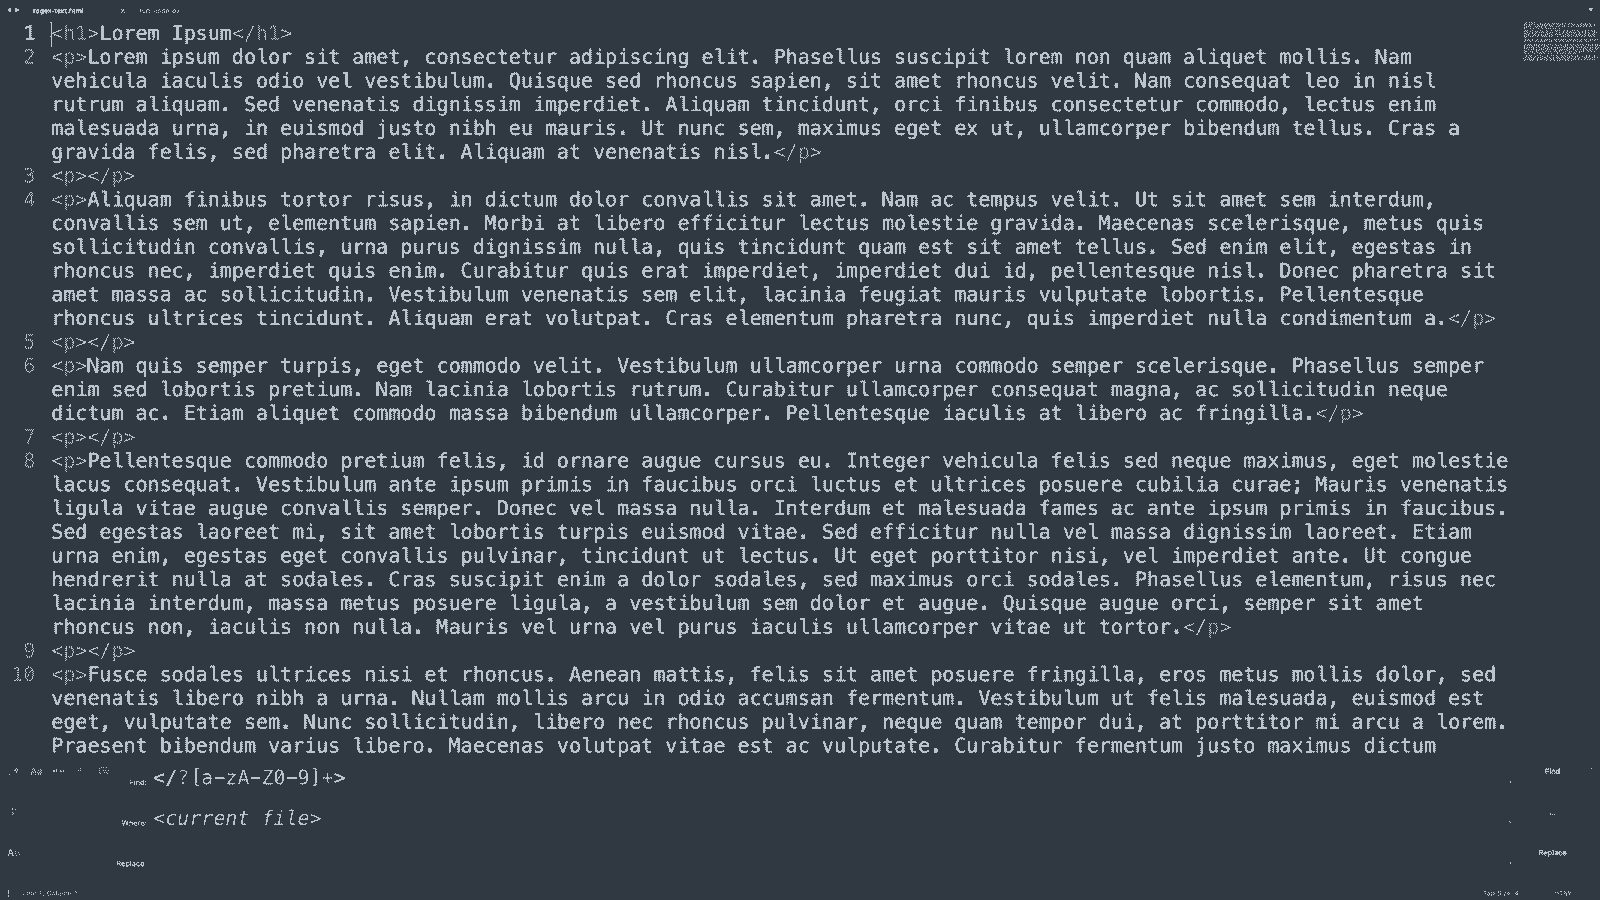 1 <h1>Lorem Ipsum</h1>
2 <p>Lorem ipsum dolor sit amet, consectetur adipiscing elit. Phasellus suscipit lorem non quam aliquet mollis. Nam
vehicula iaculis odio vel vestibulum. Quisque sed rhoncus sapien, sit amet rhoncus velit. Nam consequat leo in nisl
rutrum aliquam. Sed venenatis dignissim imperdiet. Aliquam tincidunt, orci finibus consectetur commodo, lectus enim
malesuada urna, in euismod justo nibh eu mauris. Ut nunc sem, maximus eget ex ut, ullamcorper bibendum tellus. Cras a
gravida felis, sed pharetra elit. Aliquam at venenatis nisl.</p>
3 <p></p>
4 <p>Aliquam finibus tortor risus, in dictum dolor convallis sit amet. Nam ac tempus velit. Ut sit amet sem interdum,
convallis sem ut, elementum sapien. Morbi at libero efficitur lectus molestie gravida. Maecenas scelerisque, metus quis
sollicitudin convallis, urna purus dignissim nulla, quis tincidunt quam est sit amet tellus. Sed enim elit, egestas in
rhoncus nec, imperdiet quis enim. Curabitur quis erat imperdiet, imperdiet dui id, pellentesque nisl. Donec pharetra sit
amet massa ac sollicitudin. Vestibulum venenatis sem elit, lacinia feugiat mauris vulputate lobortis. Pellentesque
rhoncus ultrices tincidunt. Aliquam erat volutpat. Cras elementum pharetra nunc, quis imperdiet nulla condimentum a.</p>
5 <p></p>
6 <p>Nam quis semper turpis, eget commodo velit. Vestibulum ullamcorper urna commodo semper scelerisque. Phasellus semper
enim sed lobortis pretium. Nam lacinia lobortis rutrum. Curabitur ullamcorper consequat magna, ac sollicitudin neque
dictum ac. Etiam aliquet commodo massa bibendum ullamcorper. Pellentesque iaculis at libero ac fringilla.</p>
7 <p></p>
8 <p>Pellentesque commodo pretium felis, id ornare augue cursus eu. Integer vehicula felis sed neque maximus, eget molestie
lacus consequat. Vestibulum ante ipsum primis in faucibus orci luctus et ultrices posuere cubilia curae; Mauris venenatis
ligula vitae augue convallis semper. Donec vel massa nulla. Interdum et malesuada fames ac ante ipsum primis in faucibus.
Sed egestas laoreet mi, sit amet lobortis turpis euismod vitae. Sed efficitur nulla vel massa dignissim laoreet. Etiam
urna enim, egestas eget convallis pulvinar, tincidunt ut lectus. Ut eget porttitor nisi, vel imperdiet ante. Ut congue
hendrerit nulla at sodales. Cras suscipit enim a dolor sodales, sed maximus orci sodales. Phasellus elementum, risus nec
lacinia interdum, massa metus posuere ligula, a vestibulum sem dolor et augue. Quisque augue orci, semper sit amet
rhoncus non, iaculis non nulla. Mauris vel urna vel purus iaculis ullamcorper vitae ut tortor.</p>
9 <p></p>
10 <p>Fusce sodales ultrices nisi et rhoncus. Aenean mattis, felis sit amet posuere fringilla, eros metus mollis dolor, sed
venenatis libero nibh a urna. Nullam mollis arcu in odio accumsan fermentum. Vestibulum ut felis malesuada, euismod est
eget, vulputate sem. Nunc sollicitudin, libero nec rhoncus pulvinar, neque quam tempor dui, at porttitor mi arcu a lorem.
Praesent bibendum varius libero. Maecenas volutpat vitae est ac vulputate. Curabitur fermentum justo maximus dictum
Find: </?[a-zA-Z0-9]+> Find
Where: <current file>
Replace Replace